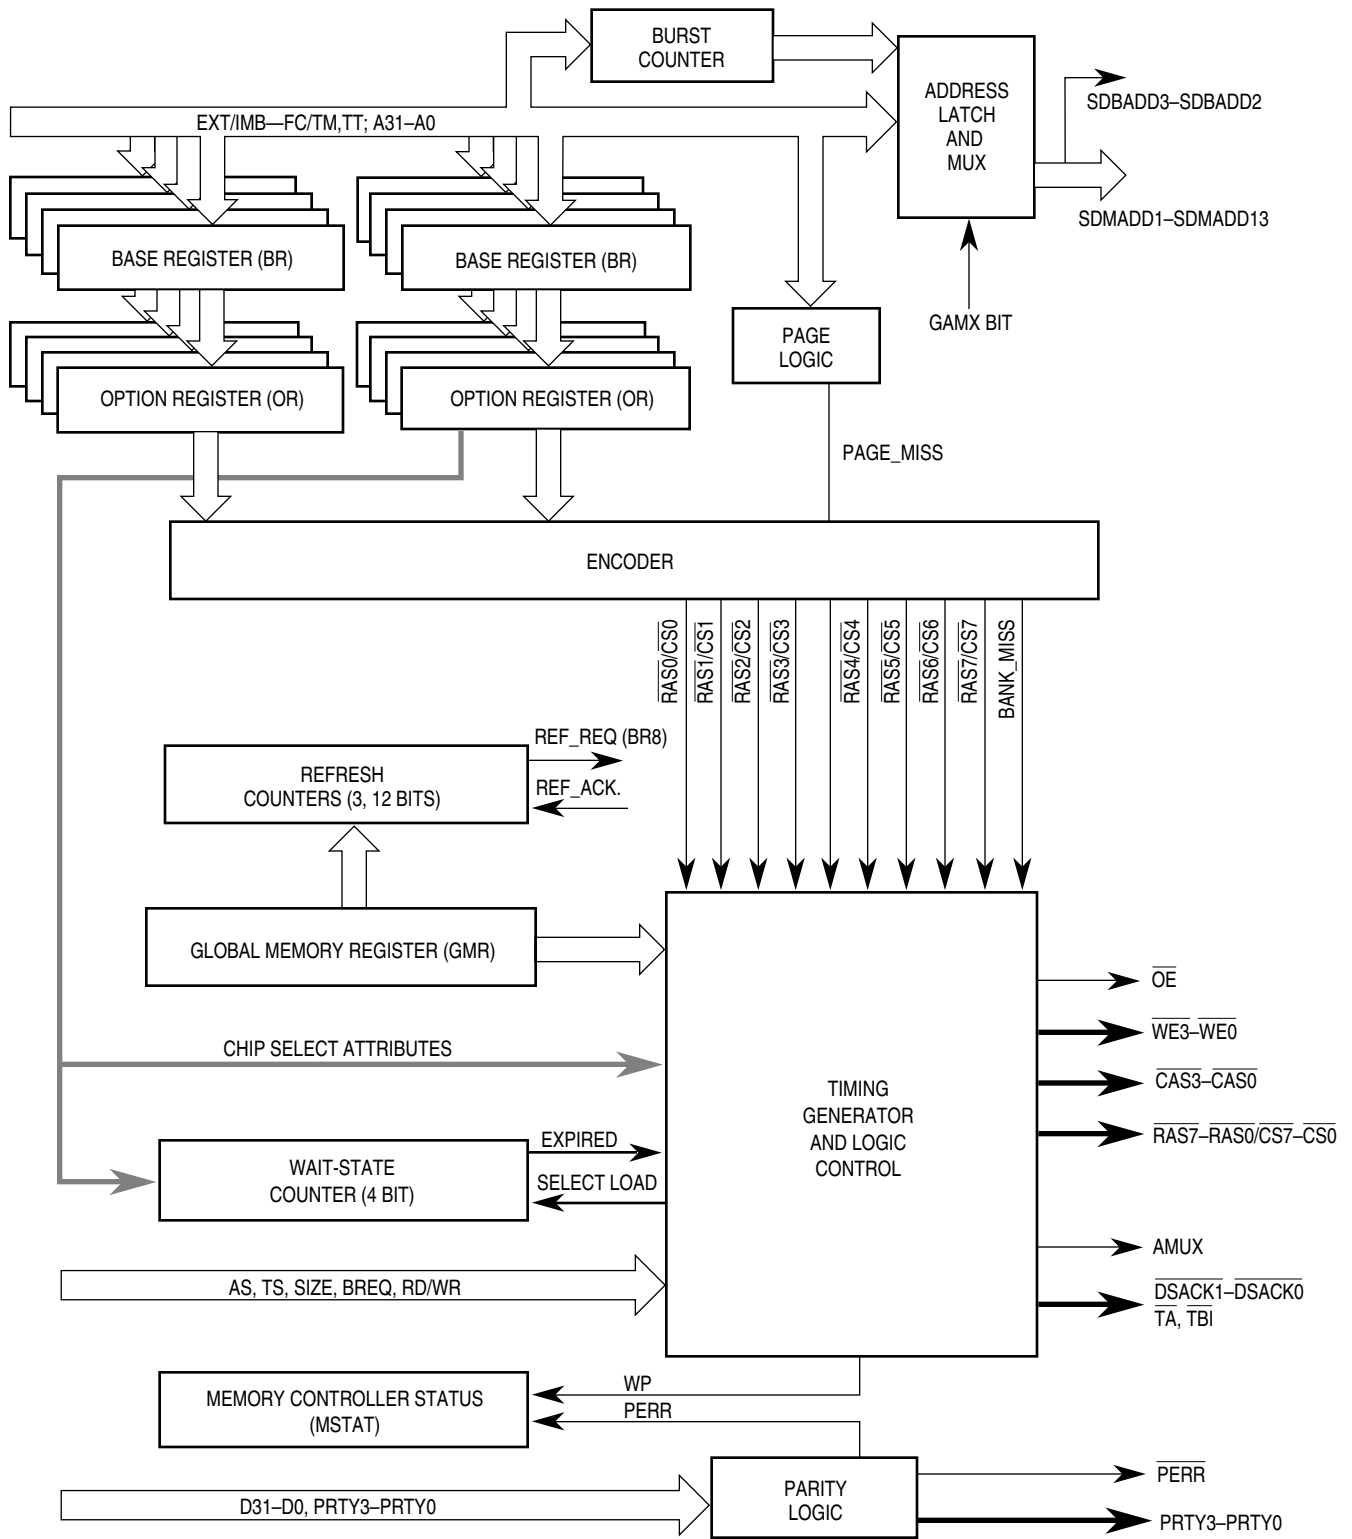 BURST
COUNTER
ADDRESS
LATCH
AND
MUX
SDBADD3–SDBADD2
EXT/IMB—FC/TM,TT; A31–A0
SDMADD1–SDMADD13
BASE REGISTER (BR)
BASE REGISTER (BR)
GAMX BIT
PAGE
LOGIC
OPTION REGISTER (OR)
OPTION REGISTER (OR)
PAGE_MISS
ENCODER
RAS0/CS0
RAS1/CS1
RAS2/CS2
RAS3/CS3
RAS4/CS4
RAS5/CS5
RAS6/CS6
RAS7/CS7
BANK_MISS
REF_REQ (BR8)
REFRESH
COUNTERS (3, 12 BITS)
REF_ACK.
GLOBAL MEMORY REGISTER (GMR)
OE
WE3–WE0
CHIP SELECT ATTRIBUTES
CAS3–CAS0
TIMING
GENERATOR
AND LOGIC
CONTROL
RAS7–RAS0/CS7–CS0
EXPIRED
WAIT-STATE
COUNTER (4 BIT)
SELECT LOAD
AMUX
AS, TS, SIZE, BREQ, RD/WR
DSACK1–DSACK0
TA, TBI
WP
MEMORY CONTROLLER STATUS
(MSTAT)
PERR
PERR
D31–D0, PRTY3–PRTY0
PARITY
LOGIC
PRTY3–PRTY0